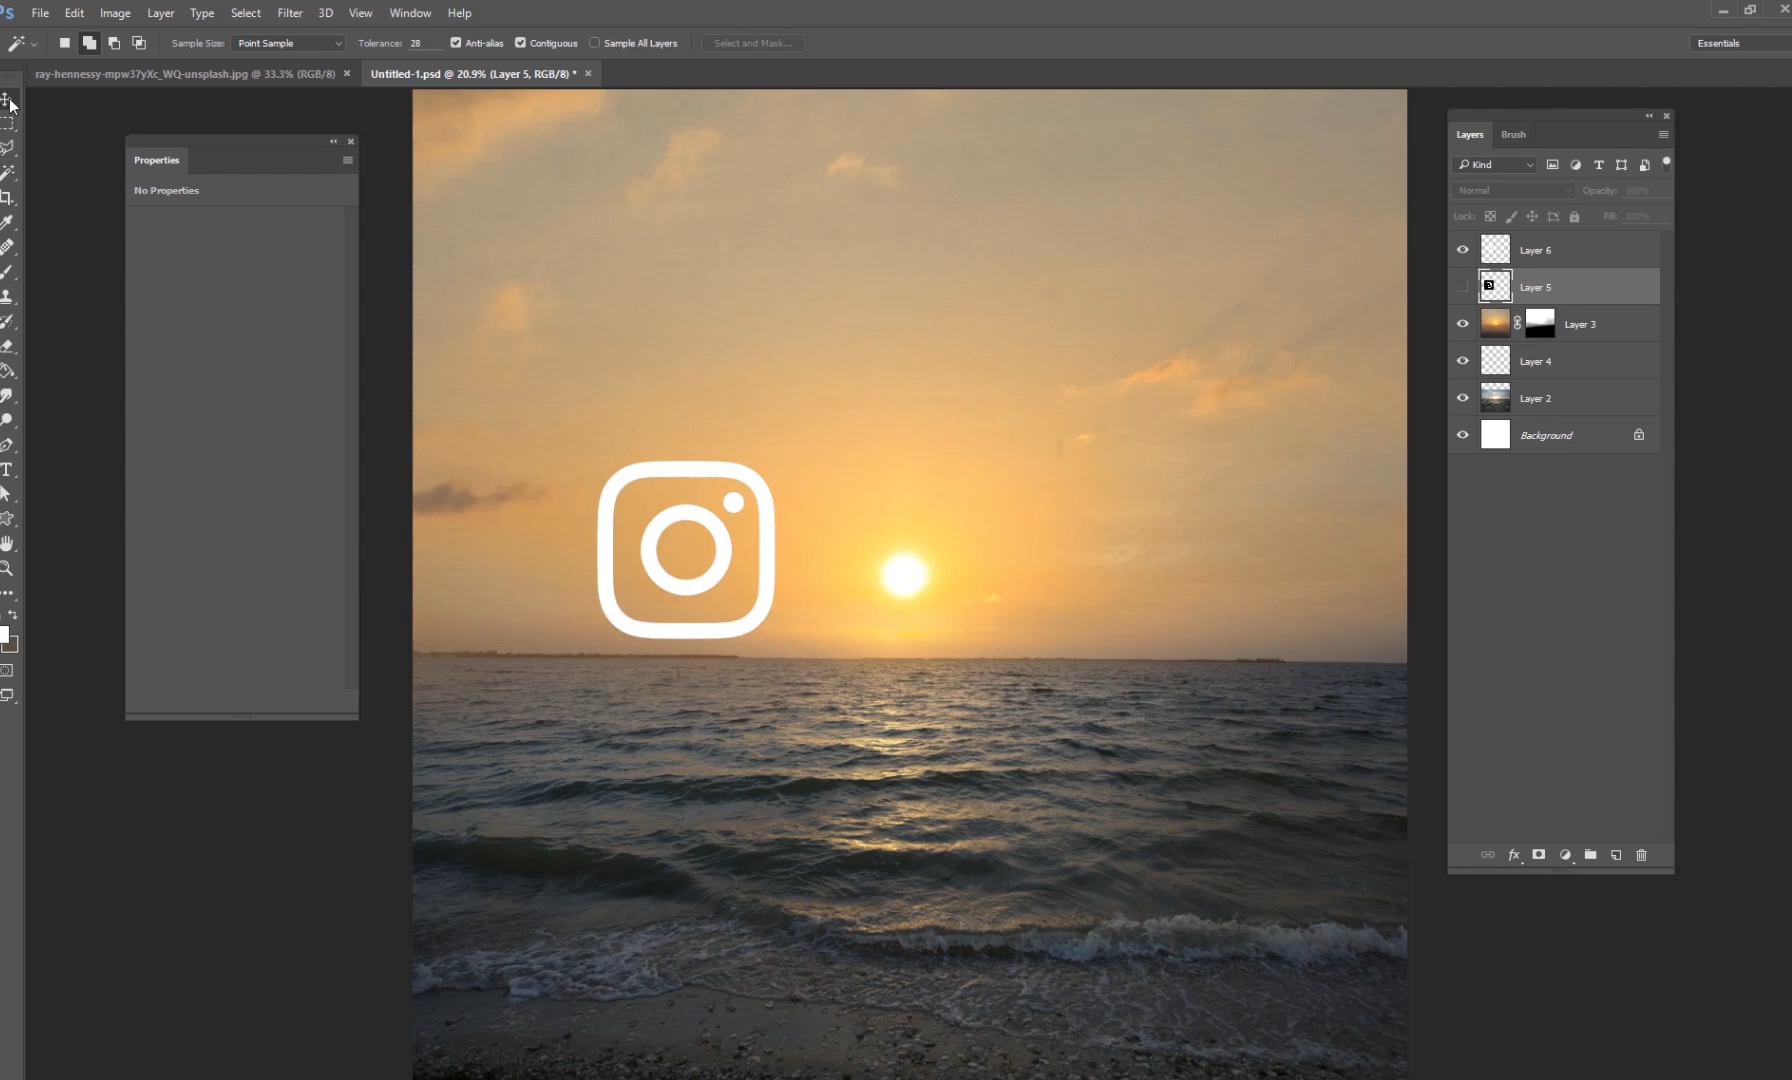 Ps File Edit Image Layer Type Select Filter 3D View Window Help
Sample Size: Point Sample Tolerance: 28 Anti-alias Contiguous Sample All Layers Select and Mask... Essentials
ray-hennessy-mpw37yXc_WQ-unsplash.jpg @ 33.3% (RGB/8) × Untitled-1.psd @ 20.9% (Layer 5, RGB/8) * ×
Properties
No Properties
Layers Brush
Kind
Normal Opacity: 100%
Lock: Fill: 100%
Layer 6
Layer 5
Layer 3
Layer 4
Layer 2
Background
fx